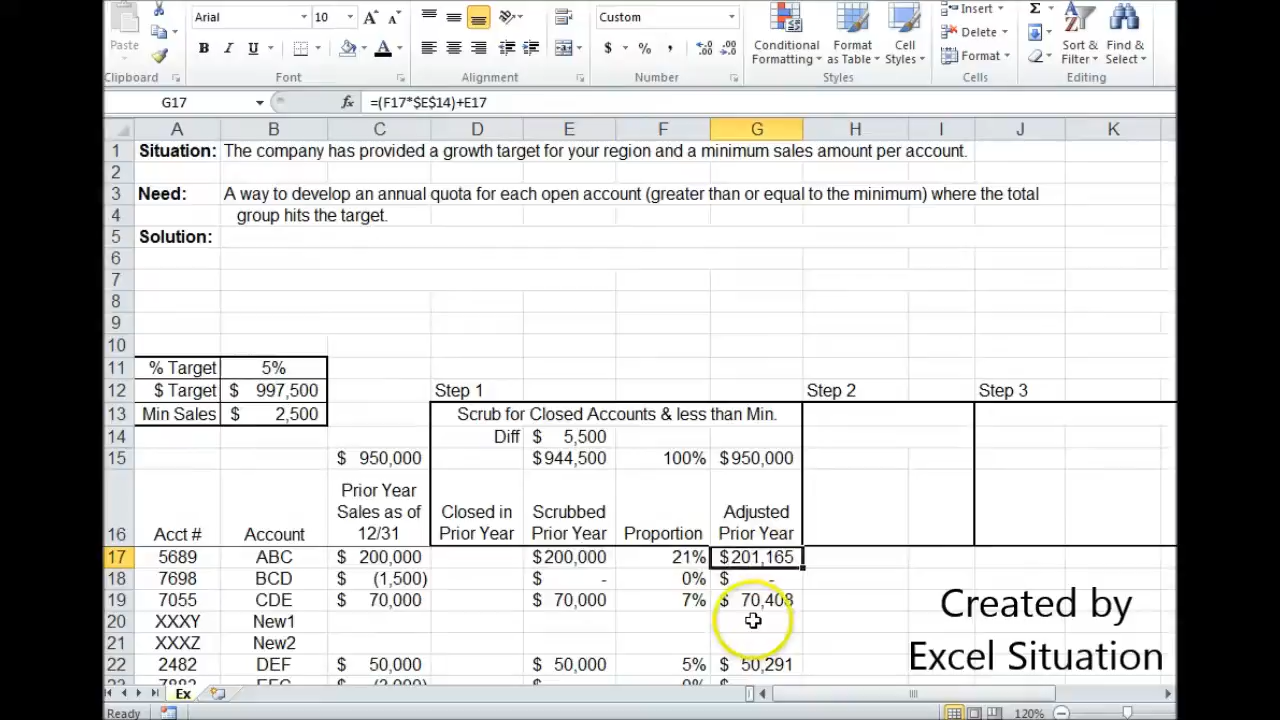 Arial 10 Custom Insert
Paste B I U $ % , Conditional Formatting Format as Table Cell Styles Delete Format Sort & Filter Find & Select
Clipboard Font Alignment Number Styles Cells Editing
G17 fx =(F17*$E$14)+E17
A B C D E F G H I J K
1 Situation: The company has provided a growth target for your region and a minimum sales amount per account.
2
3 Need: A way to develop an annual quota for each open account (greater than or equal to the minimum) where the total
4 group hits the target.
5 Solution:
6
7
8
9
10
11 % Target 5%
12 $ Target $ 997,500 Step 1 Step 2 Step 3
13 Min Sales $ 2,500 Scrub for Closed Accounts & less than Min.
14 Diff $ 5,500
15 $ 950,000 $944,500 100% $950,000
Prior Year
Sales as of Closed in Scrubbed Adjusted
16 Acct # Account 12/31 Prior Year Prior Year Proportion Prior Year
17 5689 ABC $ 200,000 $200,000 21% $201,165
18 7698 BCD $ (1,500) $ - 0% $ -
19 7055 CDE $ 70,000 $ 70,000 7% $ 70,408
20 XXXY New1
21 XXXZ New2
22 2482 DEF $ 50,000 $ 50,000 5% $ 50,291
Created by
Excel Situation
Ex
Ready 120%